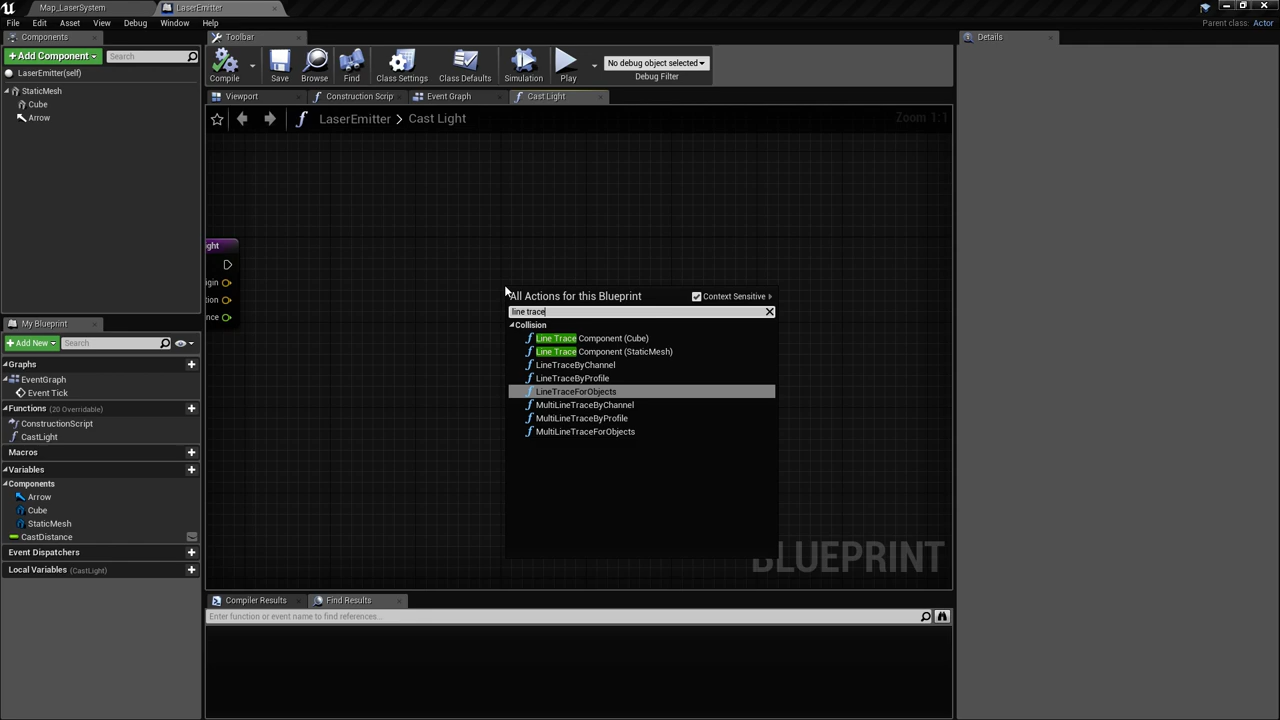 Map_LaserSystem
LaserEmitter
File Edit Asset View Debug Window Help
Parent class: Actor
Components
+Add Component
Search
LaserEmitter(self)
StaticMesh
Cube
Arrow
My Blueprint
+Add New
Search
Graphs
EventGraph
Event Tick
Functions (20 Overridable)
ConstructionScript
CastLight
Macros
Variables
Components
Arrow
Cube
StaticMesh
CastDistance
Event Dispatchers
Local Variables (CastLight)
Toolbar
Compile
Save
Browse
Find
Class Settings
Class Defaults
Simulation
Play
No debug object selected
Debug Filter
Viewport
Construction Scrip
Event Graph
Cast Light
LaserEmitter > Cast Light
Zoom 1:1
ght
gin
tion
nce
All Actions for this Blueprint
Context Sensitive
line trace
Collision
Line Trace Component (Cube)
Line Trace Component (StaticMesh)
LineTraceByChannel
LineTraceByProfile
LineTraceForObjects
MultiLineTraceByChannel
MultiLineTraceByProfile
MultiLineTraceForObjects
BLUEPRINT
Compiler Results
Find Results
Enter function or event name to find references...
Details